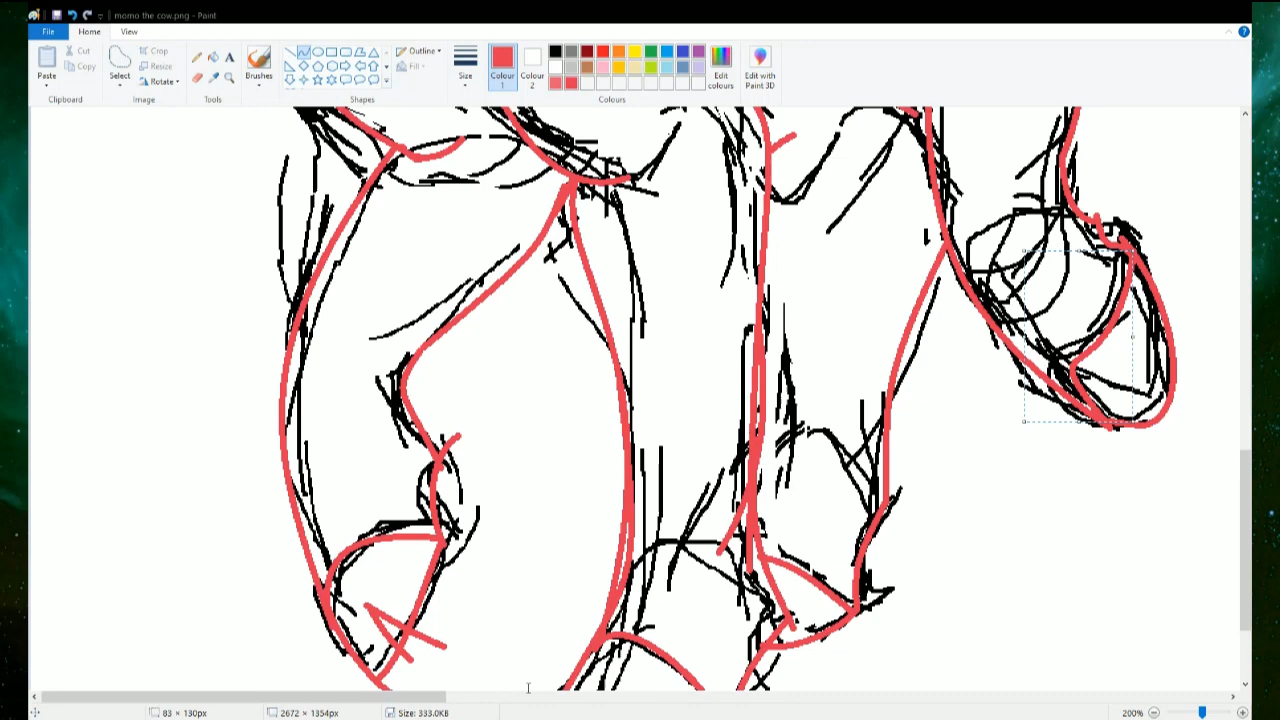 momo the cow.png - Paint
File Home View
Paste
Cut
Copy
Clipboard
Select
Crop
Resize
Rotate
Image
A
Tools
Brushes
Outline
Fill
Shapes
Size
Colour 1
Colour 2
Edit colours
Colours
Edit with Paint 3D
83 × 130px
2672 × 1354px
Size: 333.0KB
200%